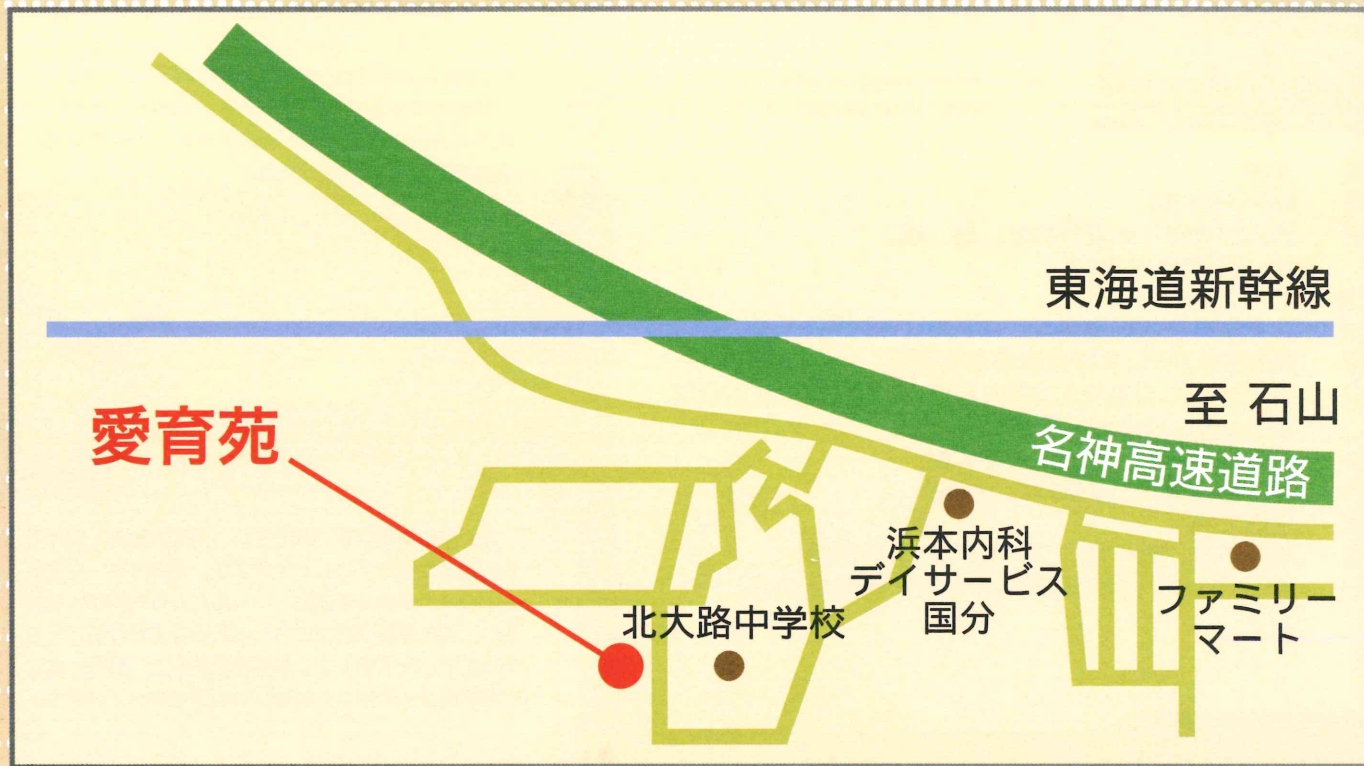 東海道新幹線
至 石山
名神高速道路
愛育苑
浜本内科
デイサービス
国分
ファミリー
マート
北大路中学校